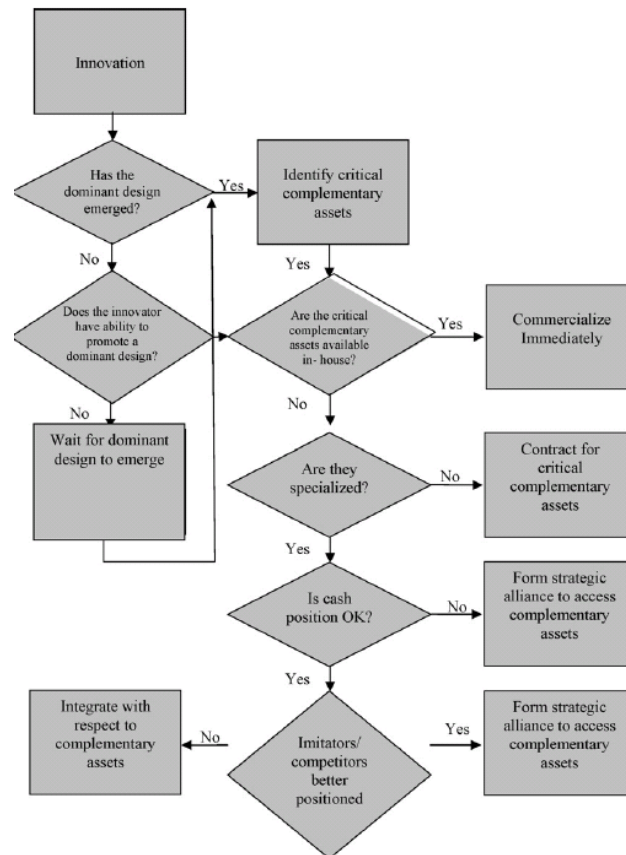 Innovation
Has the
dominant design
emerged?
Yes
Identify critical
complementary
assets
No
Yes
Does the innovator
have ability to
promote a
dominant design?
Are the critical
complementary
assets available
in- house?
Yes
Commercialize
Immediately
No
Wait for dominant
design to emerge
No
Are they
specialized?
No
Contract for
critical
complementary
assets
Yes
Is cash
position OK?
No
Form strategic
alliance to access
complementary
assets
Yes
Integrate with
respect to
complementary
assets
No
Imitators/
competitors
better
positioned
Yes
Form strategic
alliance to access
complementary
assets